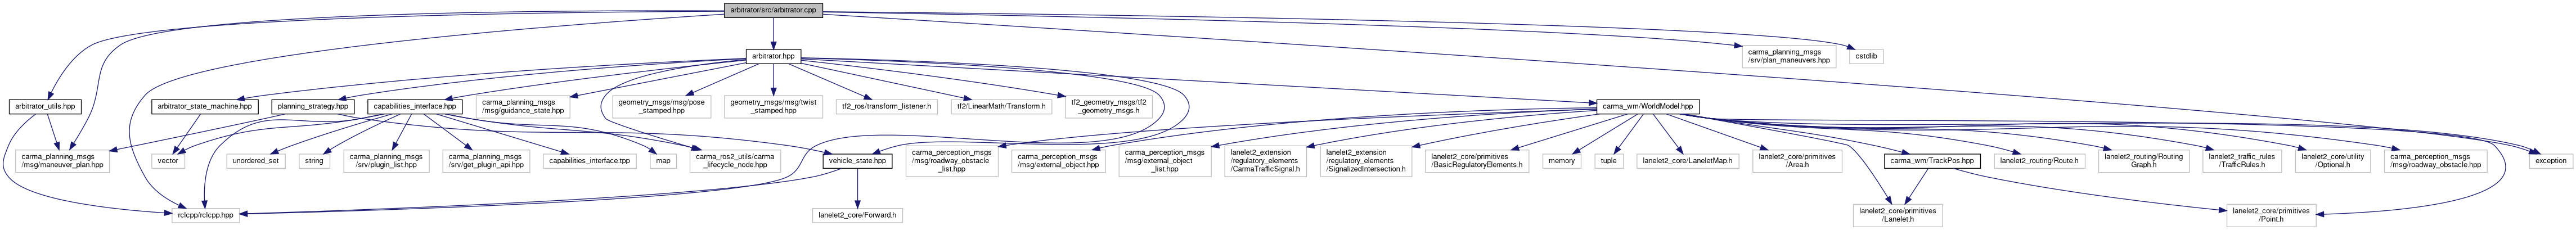 arbitrator/src/arbitrator.cpp
arbitrator.hpp
carma_planning_msgs
/srv/plan_maneuvers.hpp
cstdlib
arbitrator_utils.hpp
arbitrator_state_machine.hpp
planning_strategy.hpp
capabilities_interface.hpp
carma_planning_msgs
/msg/guidance_state.hpp
geometry_msgs/msg/pose
_stamped.hpp
geometry_msgs/msg/twist
_stamped.hpp
tf2_ros/transform_listener.h
tf2/LinearMath/Transform.h
tf2_geometry_msgs/tf2
_geometry_msgs.h
carma_wm/WorldModel.hpp
carma_planning_msgs
/msg/maneuver_plan.hpp
vector
unordered_set
string
carma_planning_msgs
/srv/plugin_list.hpp
carma_planning_msgs
/srv/get_plugin_api.hpp
capabilities_interface.tpp
map
carma_ros2_utils/carma
_lifecycle_node.hpp
vehicle_state.hpp
carma_perception_msgs
/msg/roadway_obstacle
_list.hpp
carma_perception_msgs
/msg/external_object.hpp
carma_perception_msgs
/msg/external_object
_list.hpp
lanelet2_extension
/regulatory_elements
/CarmaTrafficSignal.h
lanelet2_extension
/regulatory_elements
/SignalizedIntersection.h
lanelet2_core/primitives
/BasicRegulatoryElements.h
memory
tuple
lanelet2_core/LaneletMap.h
lanelet2_core/primitives
/Area.h
carma_wm/TrackPos.hpp
lanelet2_routing/Route.h
lanelet2_routing/Routing
Graph.h
lanelet2_traffic_rules
/TrafficRules.h
lanelet2_core/utility
/Optional.h
carma_perception_msgs
/msg/roadway_obstacle.hpp
exception
rclcpp/rclcpp.hpp
lanelet2_core/Forward.h
lanelet2_core/primitives
/Lanelet.h
lanelet2_core/primitives
/Point.h